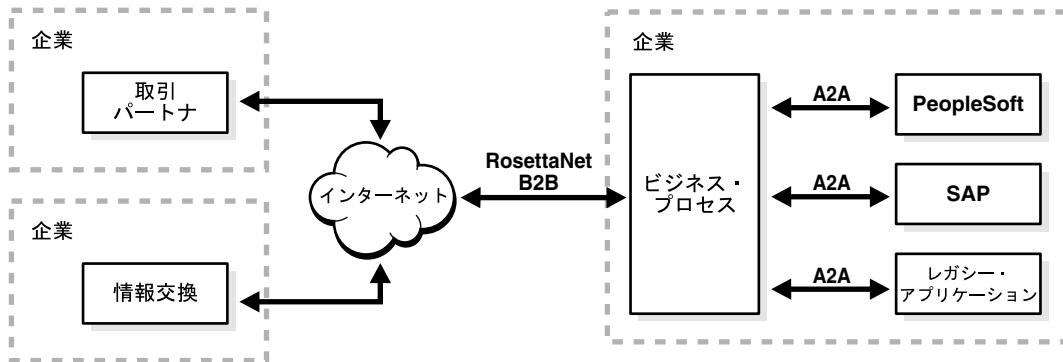 企業
取引
パートナ
企業
情報交換
インターネット
RosettaNet
B2B
企業
ビジネス・
プロセス
A2A
PeopleSoft
A2A
SAP
A2A
レガシー・
アプリケーション